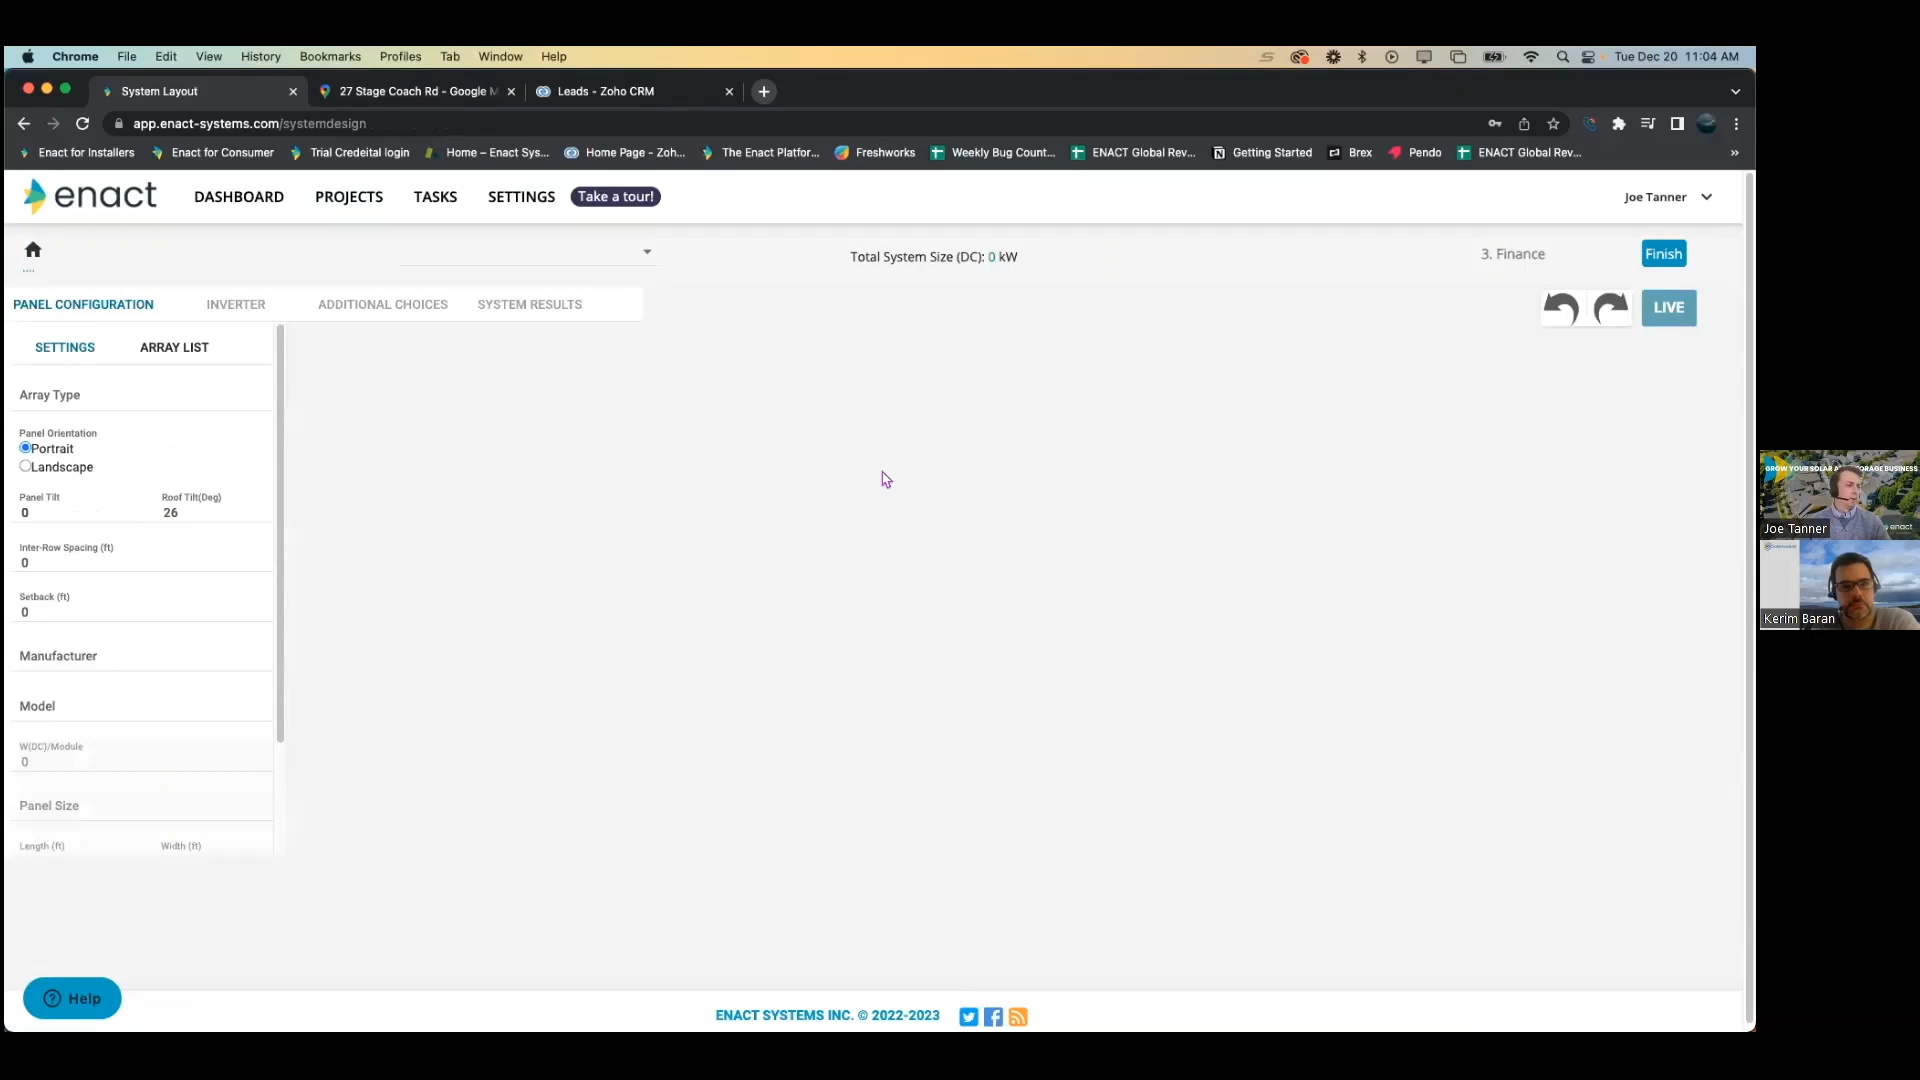 Chrome File Edit View History Bookmarks Profiles Tab Window Help Tue Dec 20 11:04 AM
System Layout 27 Stage Coach Rd - Google M Leads - Zoho CRM
app.enact-systems.com/systemdesign
Enact for Installers Enact for Consumer Trial Credeital login Home – Enact Sys... Home Page - Zoh... The Enact Platfor... Freshworks Weekly Bug Count... ENACT Global Rev... Getting Started Brex Pendo ENACT Global Rev... »
enact DASHBOARD PROJECTS TASKS SETTINGS Take a tour! Joe Tanner
Total System Size (DC): 0 kW 3. Finance Finish
PANEL CONFIGURATION INVERTER ADDITIONAL CHOICES SYSTEM RESULTS LIVE
SETTINGS ARRAY LIST
Array Type
Panel Orientation
Portrait
Landscape
Panel Tilt Roof Tilt(Deg)
0 26
Inter-Row Spacing (ft)
0
Setback (ft)
0
Manufacturer
Model
W(DC)/Module
0
Panel Size
Length (ft) Width (ft)
Help
ENACT SYSTEMS INC. © 2022-2023
GROW YOUR SOLAR A ORAGE BUSINESS
enact
Joe Tanner
Kerim Baran